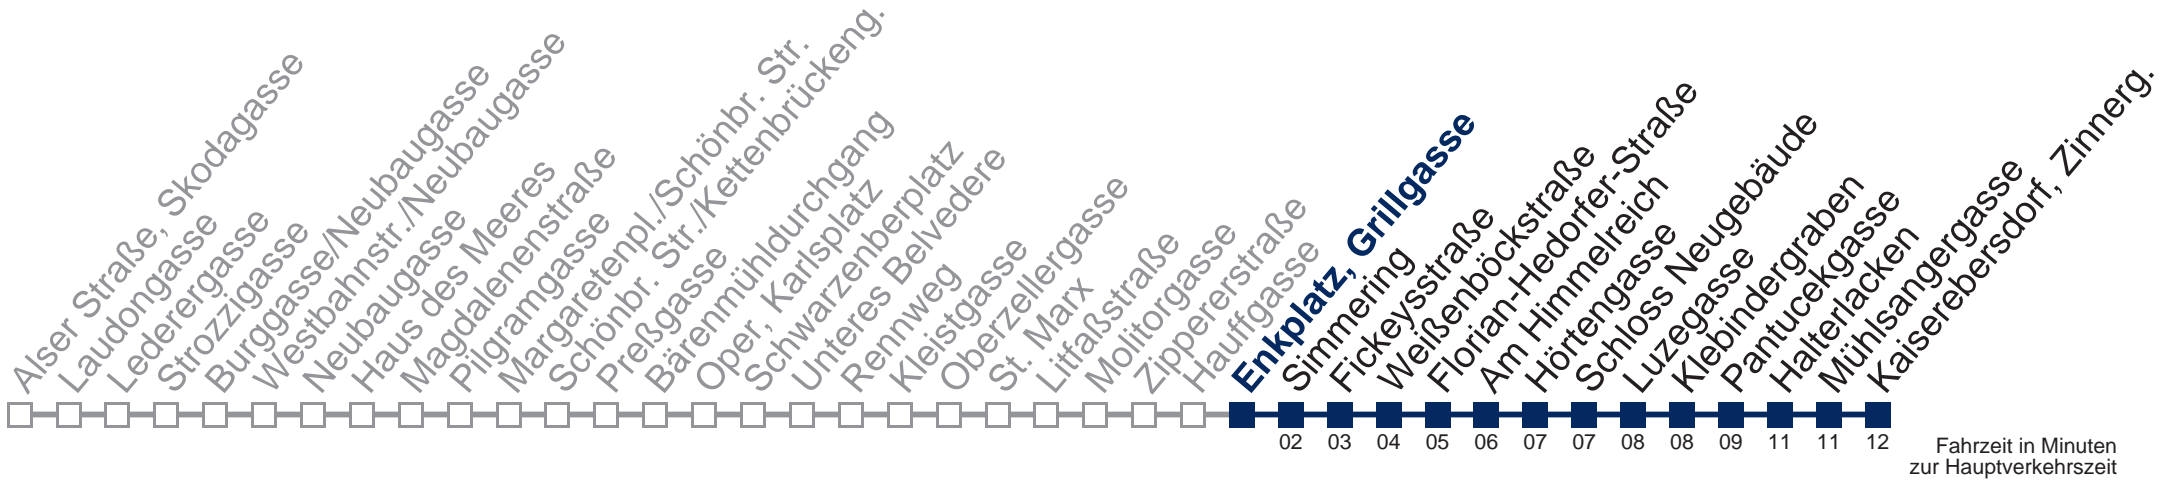 Alser Straße, Skodagasse
Laudongasse
Lederergasse
Strozzigasse
Burggasse/Neubaugasse
Westbahnstr./Neubaugasse
Neubaugasse
Haus des Meeres
Magdalenenstraße
Pilgramgasse
Margaretenpl./Schönbr. Str.
Schönbr. Str./Kettenbrückeng.
Preßgasse
Bärenmühldurchgang
Oper, Karlsplatz
Schwarzenbergplatz
Unteres Belvedere
Rennweg
Kleistgasse
Oberzellergasse
St. Marx
Litfaßstraße
Molitorgasse
Zippererstraße
Hauffgasse
Enkplatz, Grillgasse
Simmering
Fickeysstraße
Weißenböckstraße
Florian-Hedorfer-Straße
Am Himmelreich
Hörtengasse
Schloss Neugebäude
Luzegasse
Klebindergraben
Pantucekgasse
Halterlacken
Mühlsangergasse
Kaiserebersdorf, Zinnerg.
02 03 04 05 06 07 07 08 08 09 11 11 12
Fahrzeit in Minuten
zur Hauptverkehrszeit